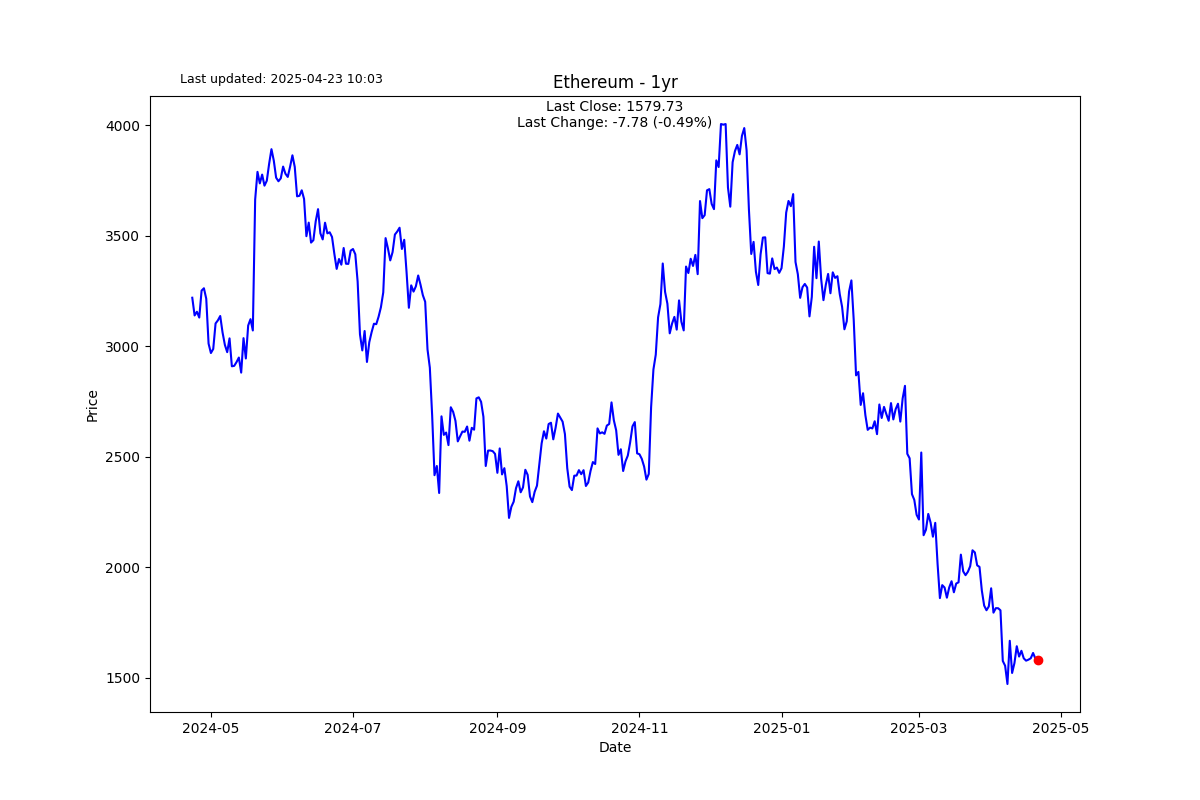 Last updated: 2025-04-23 10:03
Ethereum - 1yr
Last Close: 1579.73
Last Change: -7.78 (-0.49%)
4000
3500
3000
2500
2000
1500
Price
2024-05 2024-07 2024-09 2024-11 2025-01 2025-03 2025-05
Date